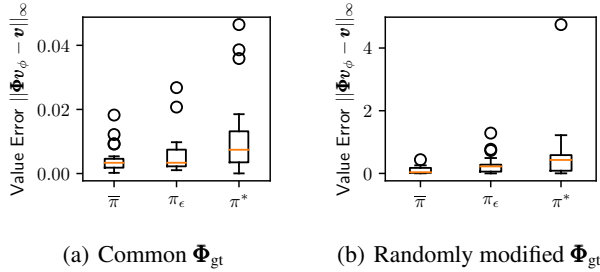 Value Error ||Φv_ϕ − v||_∞
0.04
0.02
0.00
π̅
π_ϵ
π*
(a) Common Φ_gt
Value Error ||Φv_ϕ − v||_∞
4
2
0
π̅
π_ϵ
π*
(b) Randomly modified Φ_gt